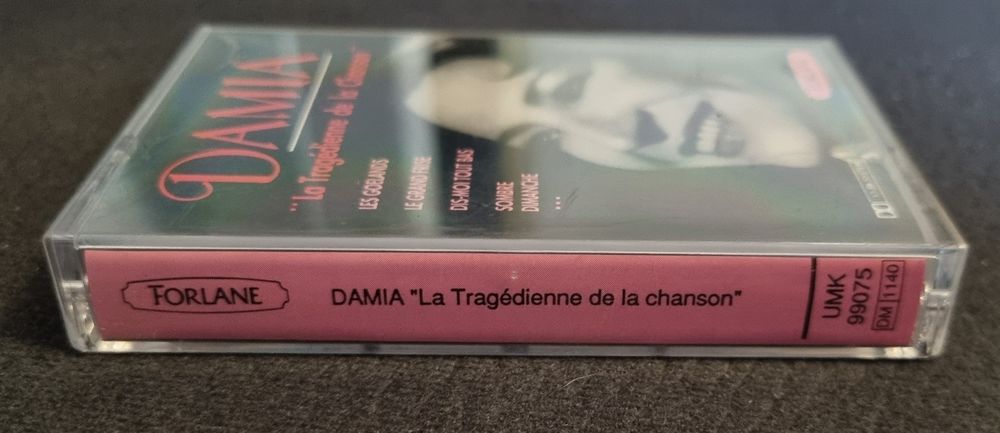 DAMIA
"La Tragédienne de la Chanson"
LES GOELANDS
LE GRAND FRISÉ
DIS-MOI TOUT BAS
SOMBRE
DIMANCHE
...
FORLANE
DAMIA "La Tragédienne de la chanson"
UMK
99075
DM 1140